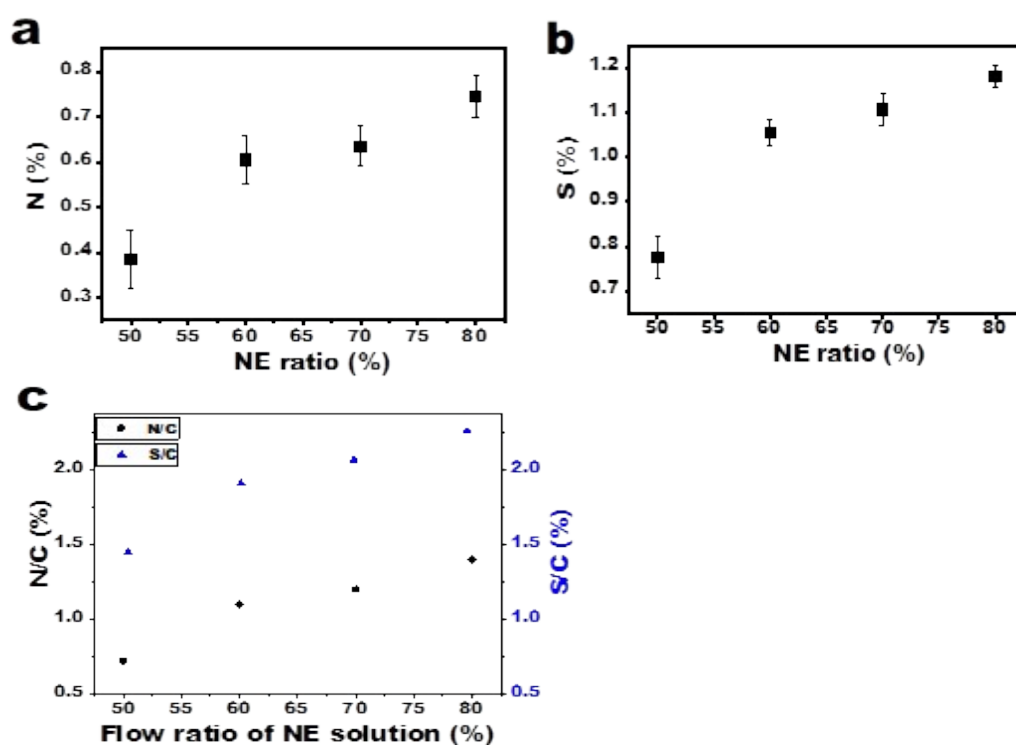 a
0.8
0.7
0.6
0.5
0.4
0.3
N (%)
50 55 60 65 70 75 80
NE ratio (%)
b
1.2
1.1
1.0
0.9
0.8
0.7
S (%)
50 55 60 65 70 75 80
NE ratio (%)
c
N/C
S/C
2.0
1.5
1.0
0.5
N/C (%)
2.0
1.5
1.0
0.5
S/C (%)
50 55 60 65 70 75 80
Flow ratio of NE solution (%)